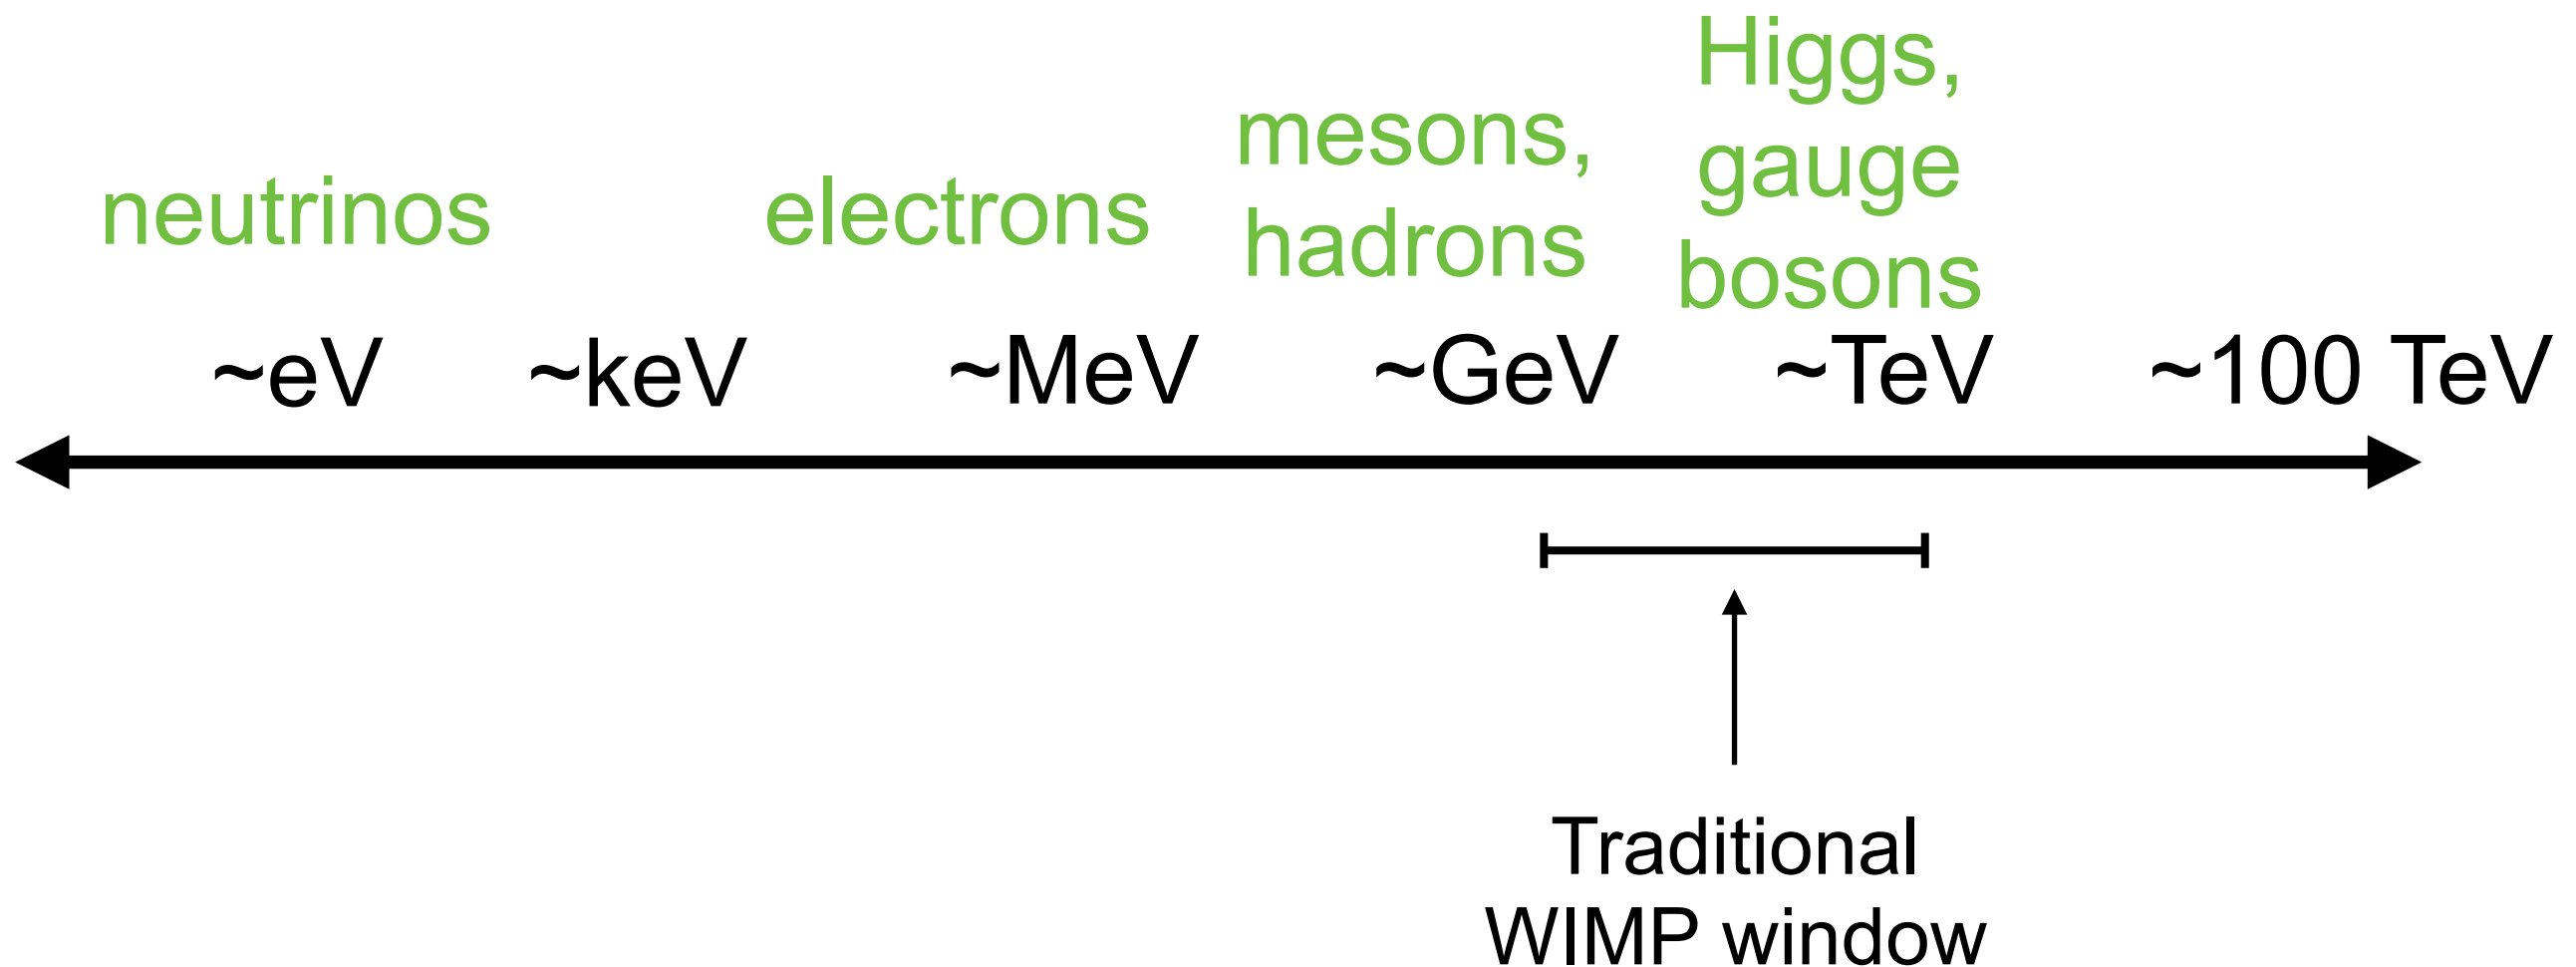 neutrinos
electrons
mesons,
hadrons
Higgs,
gauge
bosons
~eV
~keV
~MeV
~GeV
~TeV
~100 TeV
Traditional
WIMP window